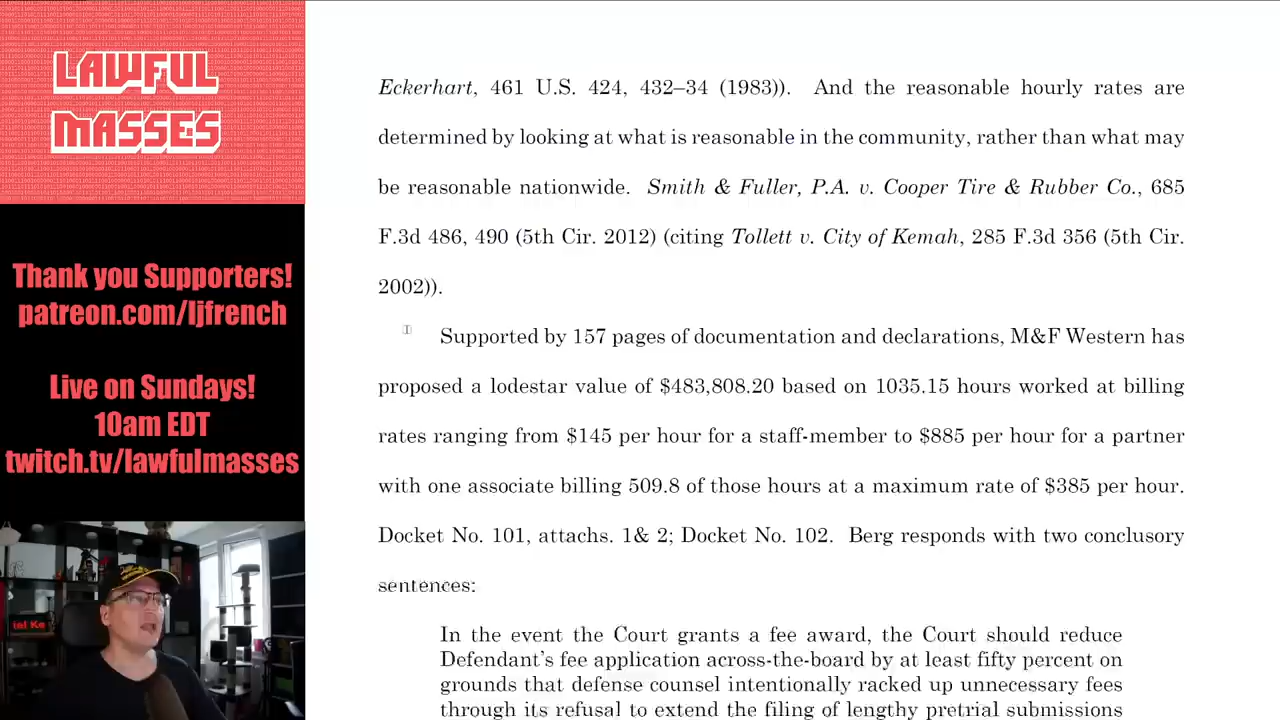 LAWFUL
MASSES
Thank you Supporters!
patreon.com/ljfrench
Live on Sundays!
10am EDT
twitch.tv/lawfulmasses
Eckerhart, 461 U.S. 424, 432–34 (1983)). And the reasonable hourly rates are
determined by looking at what is reasonable in the community, rather than what may
be reasonable nationwide. Smith & Fuller, P.A. v. Cooper Tire & Rubber Co., 685
F.3d 486, 490 (5th Cir. 2012) (citing Tollett v. City of Kemah, 285 F.3d 356 (5th Cir.
2002)).
Supported by 157 pages of documentation and declarations, M&F Western has
proposed a lodestar value of $483,808.20 based on 1035.15 hours worked at billing
rates ranging from $145 per hour for a staff-member to $885 per hour for a partner
with one associate billing 509.8 of those hours at a maximum rate of $385 per hour.
Docket No. 101, attachs. 1& 2; Docket No. 102. Berg responds with two conclusory
sentences:
In the event the Court grants a fee award, the Court should reduce
Defendant's fee application across-the-board by at least fifty percent on
grounds that defense counsel intentionally racked up unnecessary fees
through its refusal to extend the filing of lengthy pretrial submissions